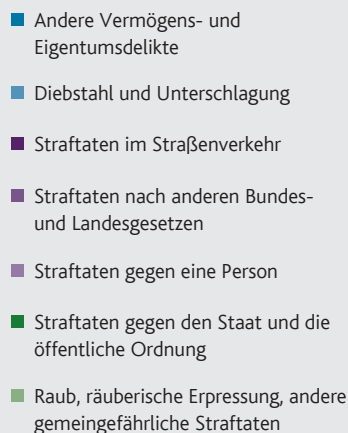 Andere Vermögens- und
Eigentumsdelikte
Diebstahl und Unterschlagung
Straftaten im Straßenverkehr
Straftaten nach anderen Bundes-
und Landesgesetzen
Straftaten gegen eine Person
Straftaten gegen den Staat und die
öffentliche Ordnung
Raub, räuberische Erpressung, andere
gemeingefährliche Straftaten